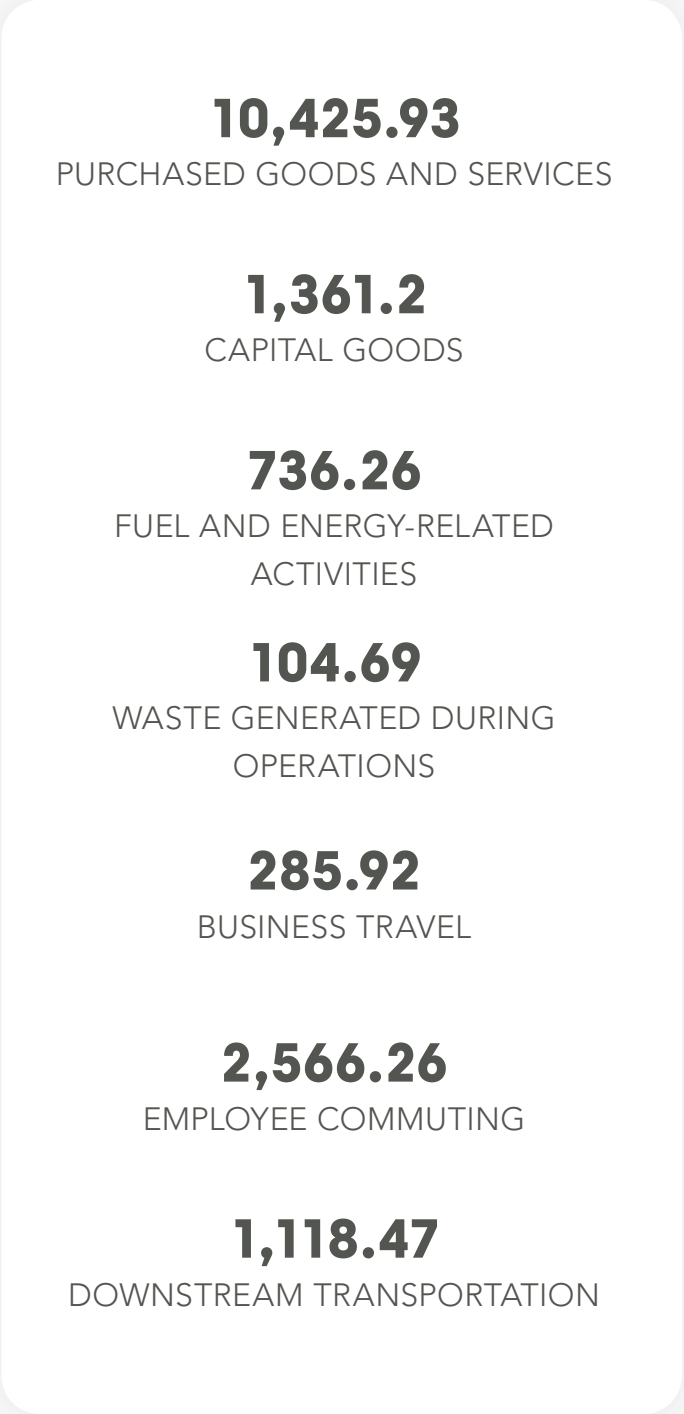 10,425.93
PURCHASED GOODS AND SERVICES
1,361.2
CAPITAL GOODS
736.26
FUEL AND ENERGY-RELATED
ACTIVITIES
104.69
WASTE GENERATED DURING
OPERATIONS
285.92
BUSINESS TRAVEL
2,566.26
EMPLOYEE COMMUTING
1,118.47
DOWNSTREAM TRANSPORTATION